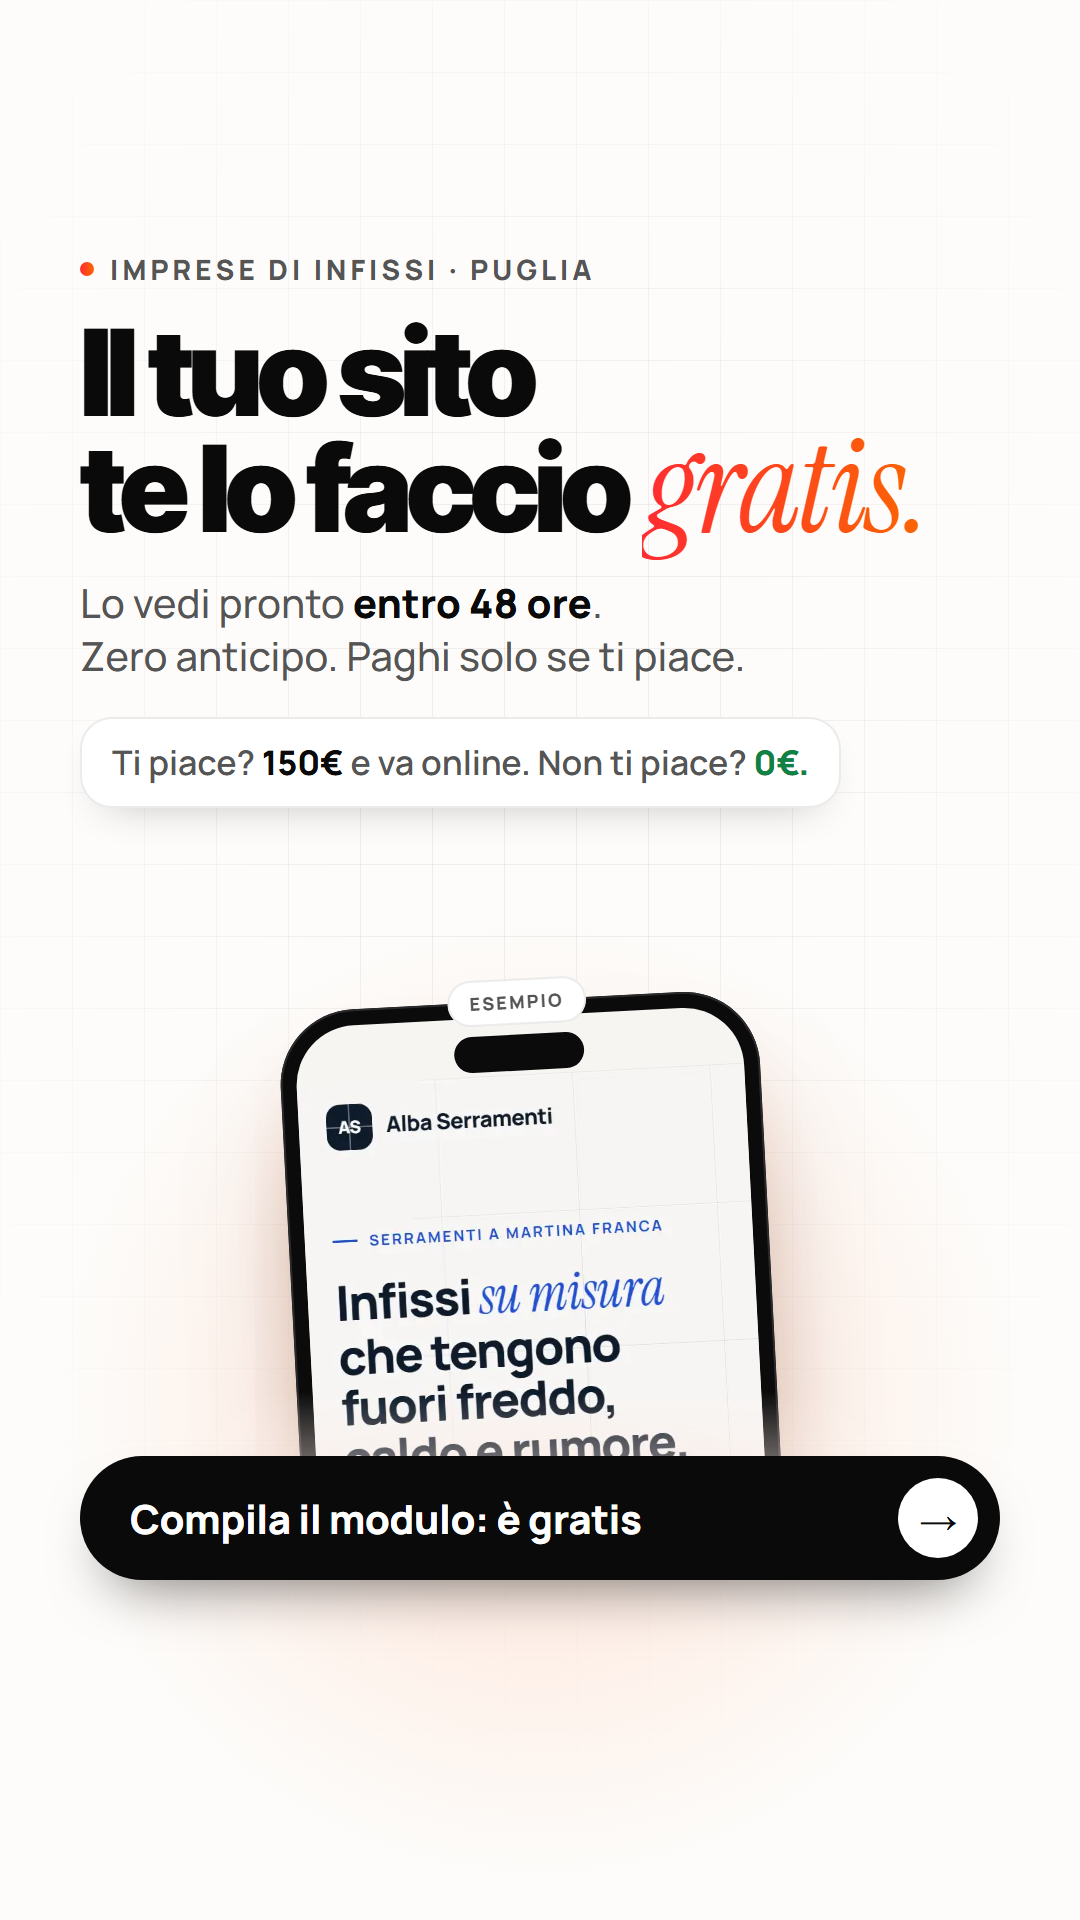 IMPRESE DI INFISSI · PUGLIA
Il tuo sito
te lo faccio gratis.
Lo vedi pronto entro 48 ore.
Zero anticipo. Paghi solo se ti piace.
Ti piace? 150€ e va online. Non ti piace? 0€.
ESEMPIO
AS Alba Serramenti
SERRAMENTI A MARTINA FRANCA
Infissi su misura
che tengono
fuori freddo,
caldo e rumore.
Compila il modulo: è gratis →